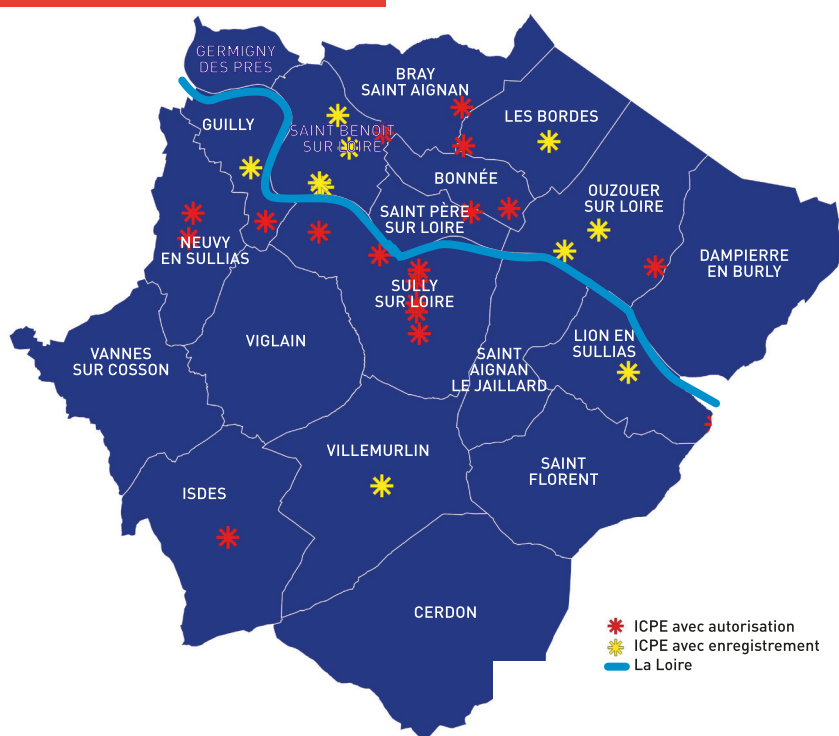 GERMIGNY
DES PRÉS
BRAY
SAINT AIGNAN
GUILLY
SAINT BENOIT
SUR LOIRE
LES BORDES
BONNÉE
OUZOUER
SUR LOIRE
SAINT PÈRE
SUR LOIRE
NEUVY
EN SULLIAS
DAMPIERRE
EN BURLY
SULLY
SUR LOIRE
VIGLAIN
LION EN
SULLIAS
VANNES
SUR COSSON
SAINT
AIGNAN
LE JAILLARD
VILLEMURLIN
SAINT
FLORENT
ISDES
CERDON
ICPE avec autorisation
ICPE avec enregistrement
La Loire